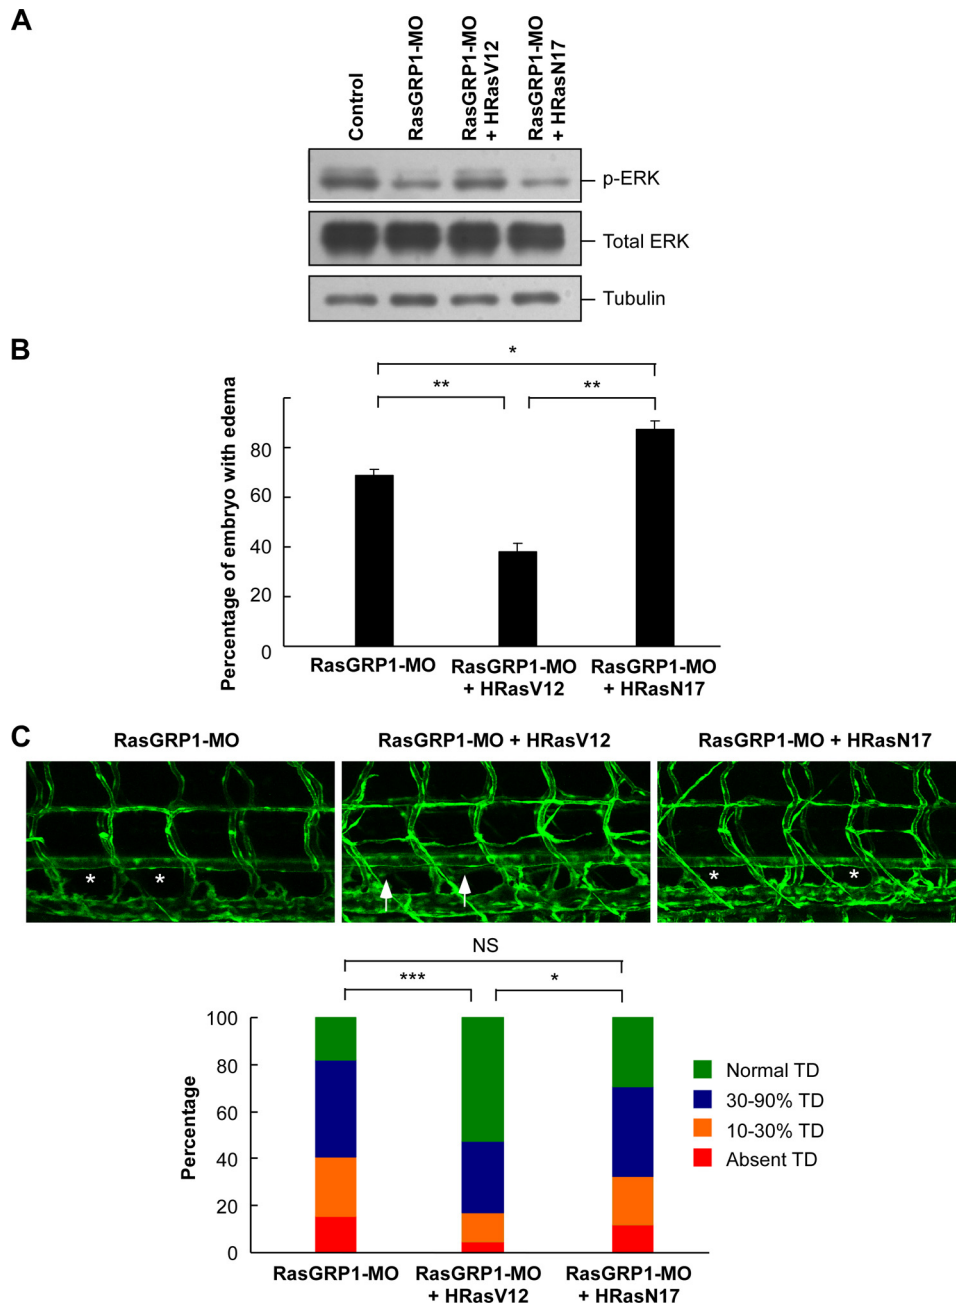 A
Control
RasGRP1-MO
RasGRP1-MO
+ HRasV12
RasGRP1-MO
+ HRasN17
p-ERK
Total ERK
Tubulin
B
Percentage of embryo with edema
*
**
**
80
60
40
20
0
RasGRP1-MO
RasGRP1-MO
+ HRasV12
RasGRP1-MO
+ HRasN17
C
RasGRP1-MO
RasGRP1-MO + HRasV12
RasGRP1-MO + HRasN17
* *
* *
NS
***
*
Percentage
100
80
60
40
20
0
Normal TD
30-90% TD
10-30% TD
Absent TD
RasGRP1-MO
RasGRP1-MO
+ HRasV12
RasGRP1-MO
+ HRasN17